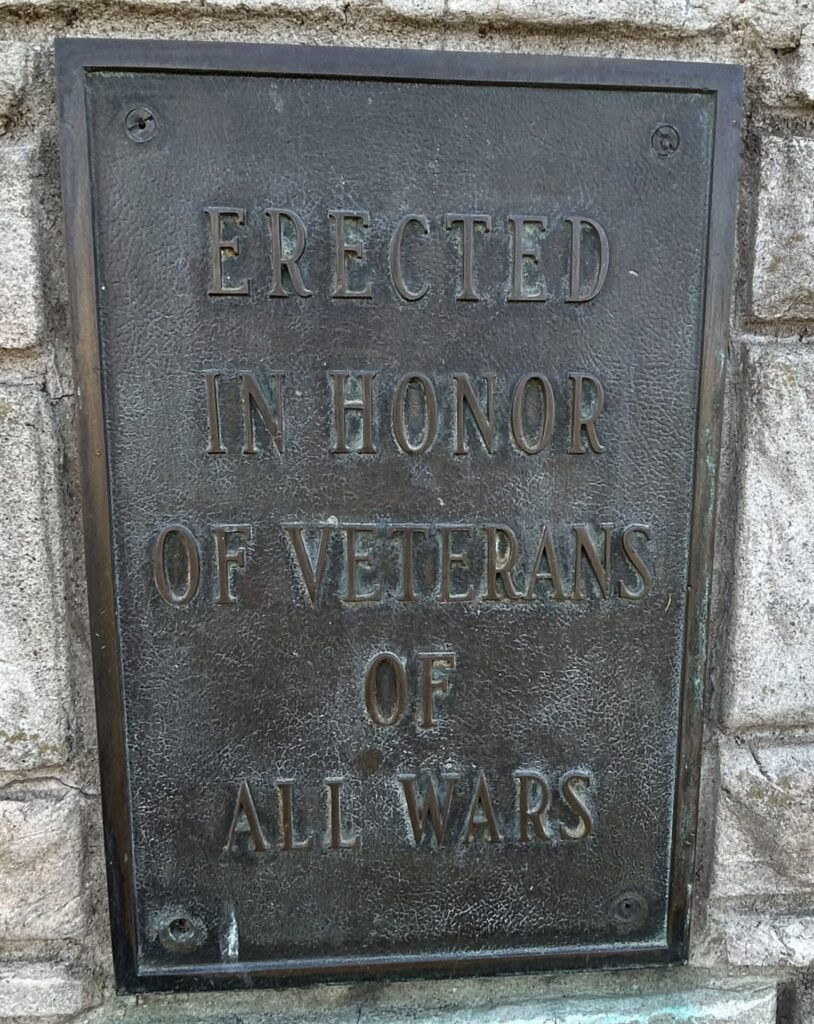 ERECTED
IN HONOR
OF VETERANS
OF
ALL WARS